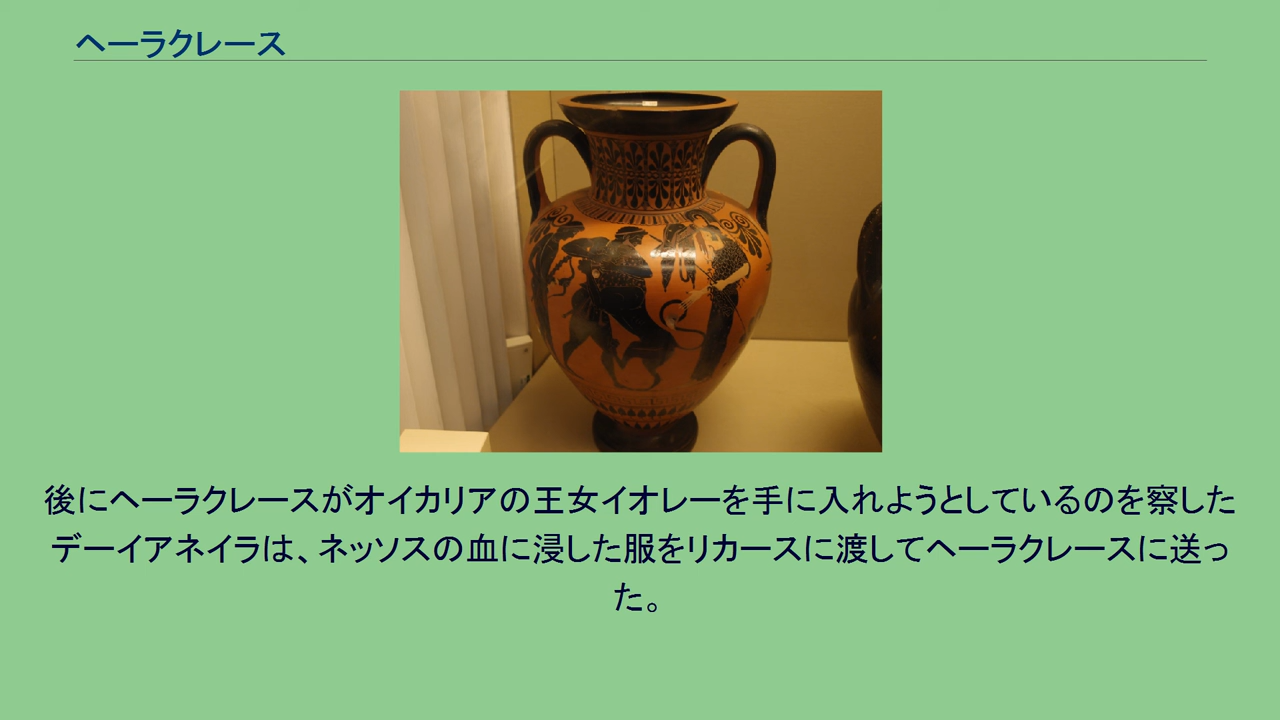 ヘーラクレース
後にヘーラクレースがオイカリアの王女イオレーを手に入れようとしているのを察した
デーイアネイラは、ネッソスの血に浸した服をリカースに渡してヘーラクレースに送っ
た。